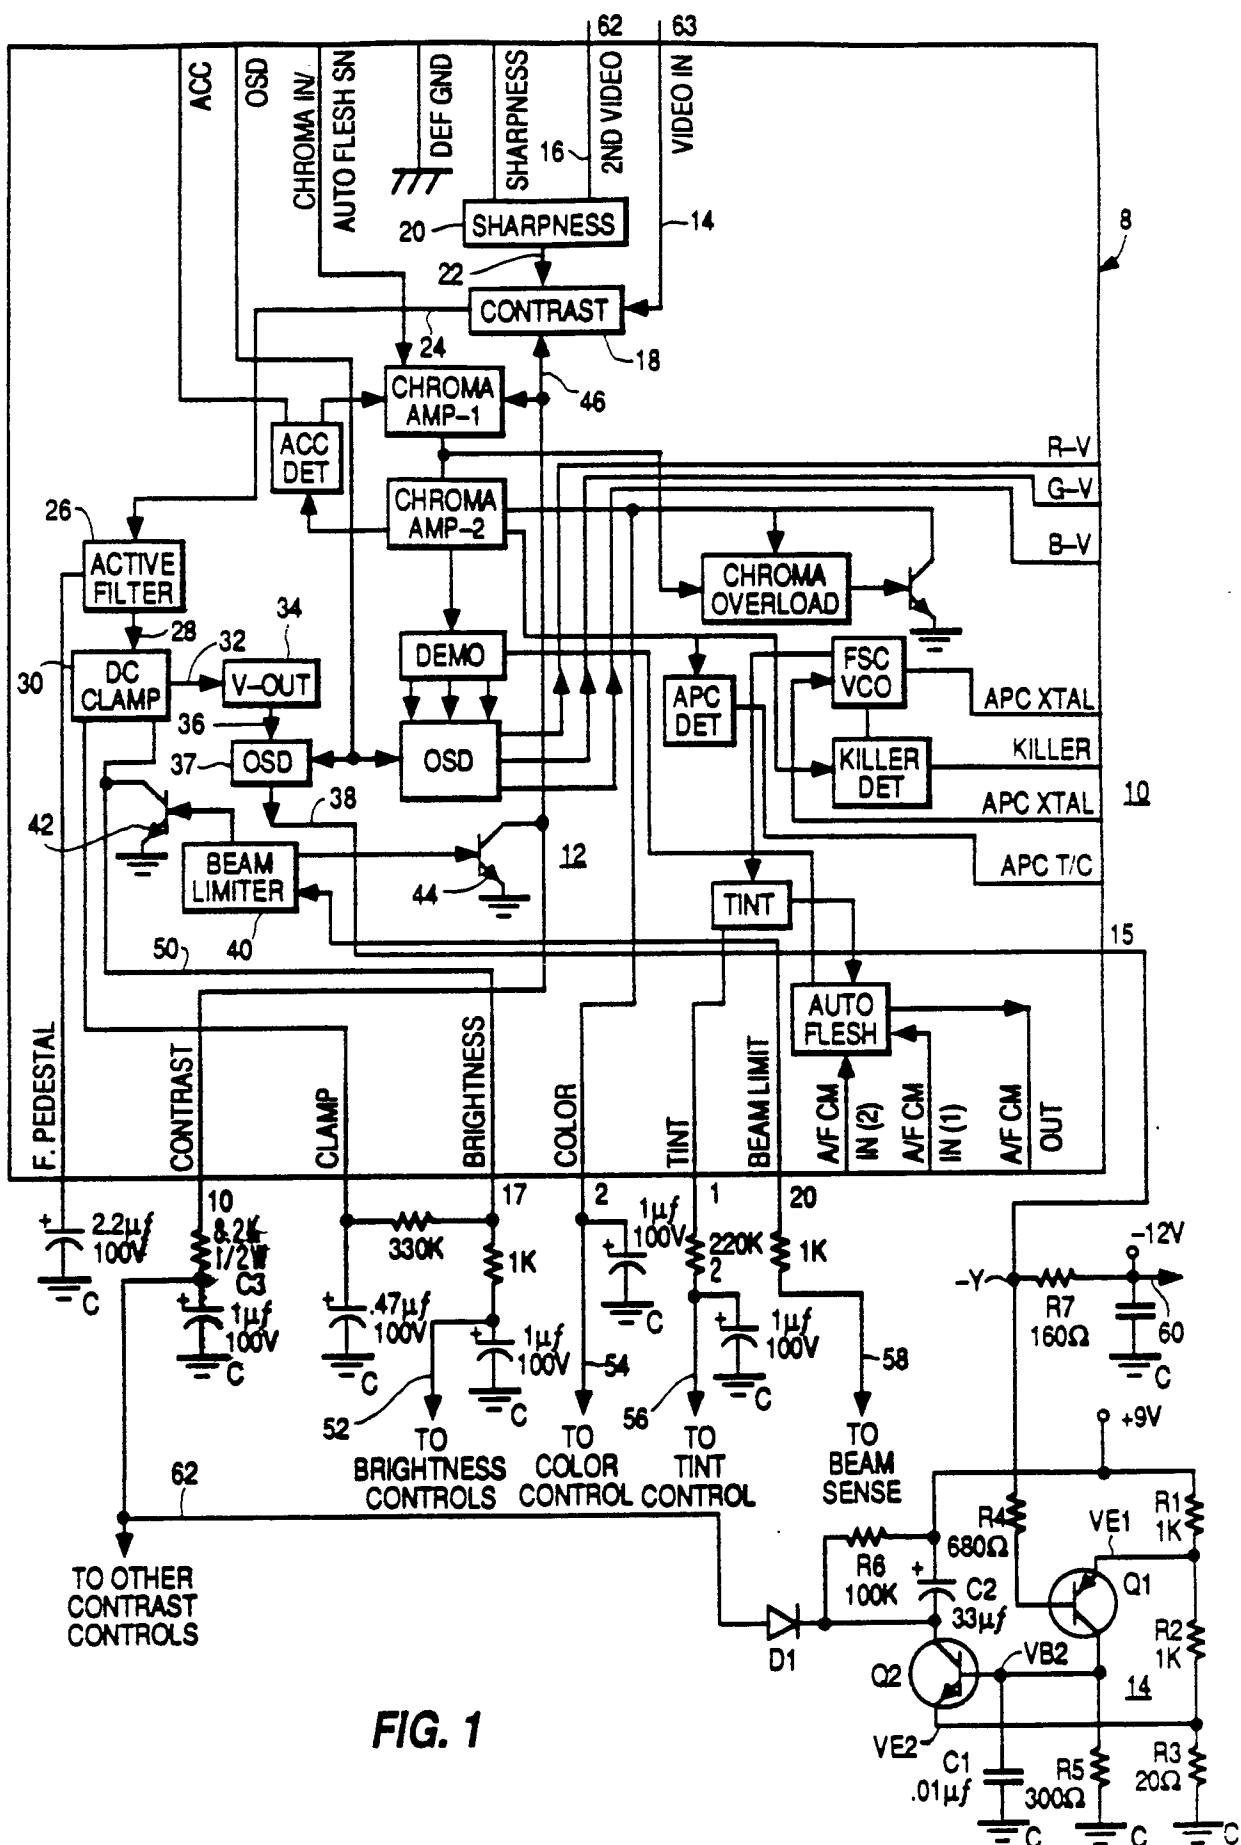 62
63
ACC
OSD
CHROMA IN/
AUTO FLESH SN
DEF GND
SHARPNESS
16
2ND VIDEO
VIDEO IN
20
SHARPNESS
14
8
22
CONTRAST
24
18
CHROMA
AMP-1
46
ACC
DET
R-V
G-V
B-V
26
CHROMA
AMP-2
ACTIVE
FILTER
CHROMA
OVERLOAD
28
34
32
30
DC
CLAMP
V-OUT
DEMO
FSC
VCO
APC
DET
APC XTAL
36
37
OSD
OSD
KILLER
KILLER
DET
38
APC XTAL
10
42
12
BEAM
LIMITER
44
APC T/C
TINT
40
50
15
AUTO
FLESH
F. PEDESTAL
CONTRAST
CLAMP
BRIGHTNESS
COLOR
TINT
BEAM LIMIT
A/F CM
IN (2)
A/F CM
IN (1)
A/F CM
OUT
10
17
2
1
20
+
2.2µf
100V
C
8.2K
1/2W
C3
+
1µf
100V
C
330K
1K
+
.47µf
100V
C
+
1µf
100V
C
1µf
100V
+
C
220K
2
1K
+
1µf
100V
C
-12V
-Y
R7
160Ω
60
C
52
54
56
58
+9V
TO
BRIGHTNESS
CONTROLS
TO
COLOR
CONTROL
TO
TINT
CONTROL
TO
BEAM
SENSE
62
R4
680Ω
VE1
R1
1K
R6
100K
+
C2
33µf
Q1
TO OTHER
CONTRAST
CONTROLS
D1
R2
1K
Q2
VB2
14
VE2
C1
.01µf
R5
300Ω
R3
20Ω
C
C
C
FIG. 1